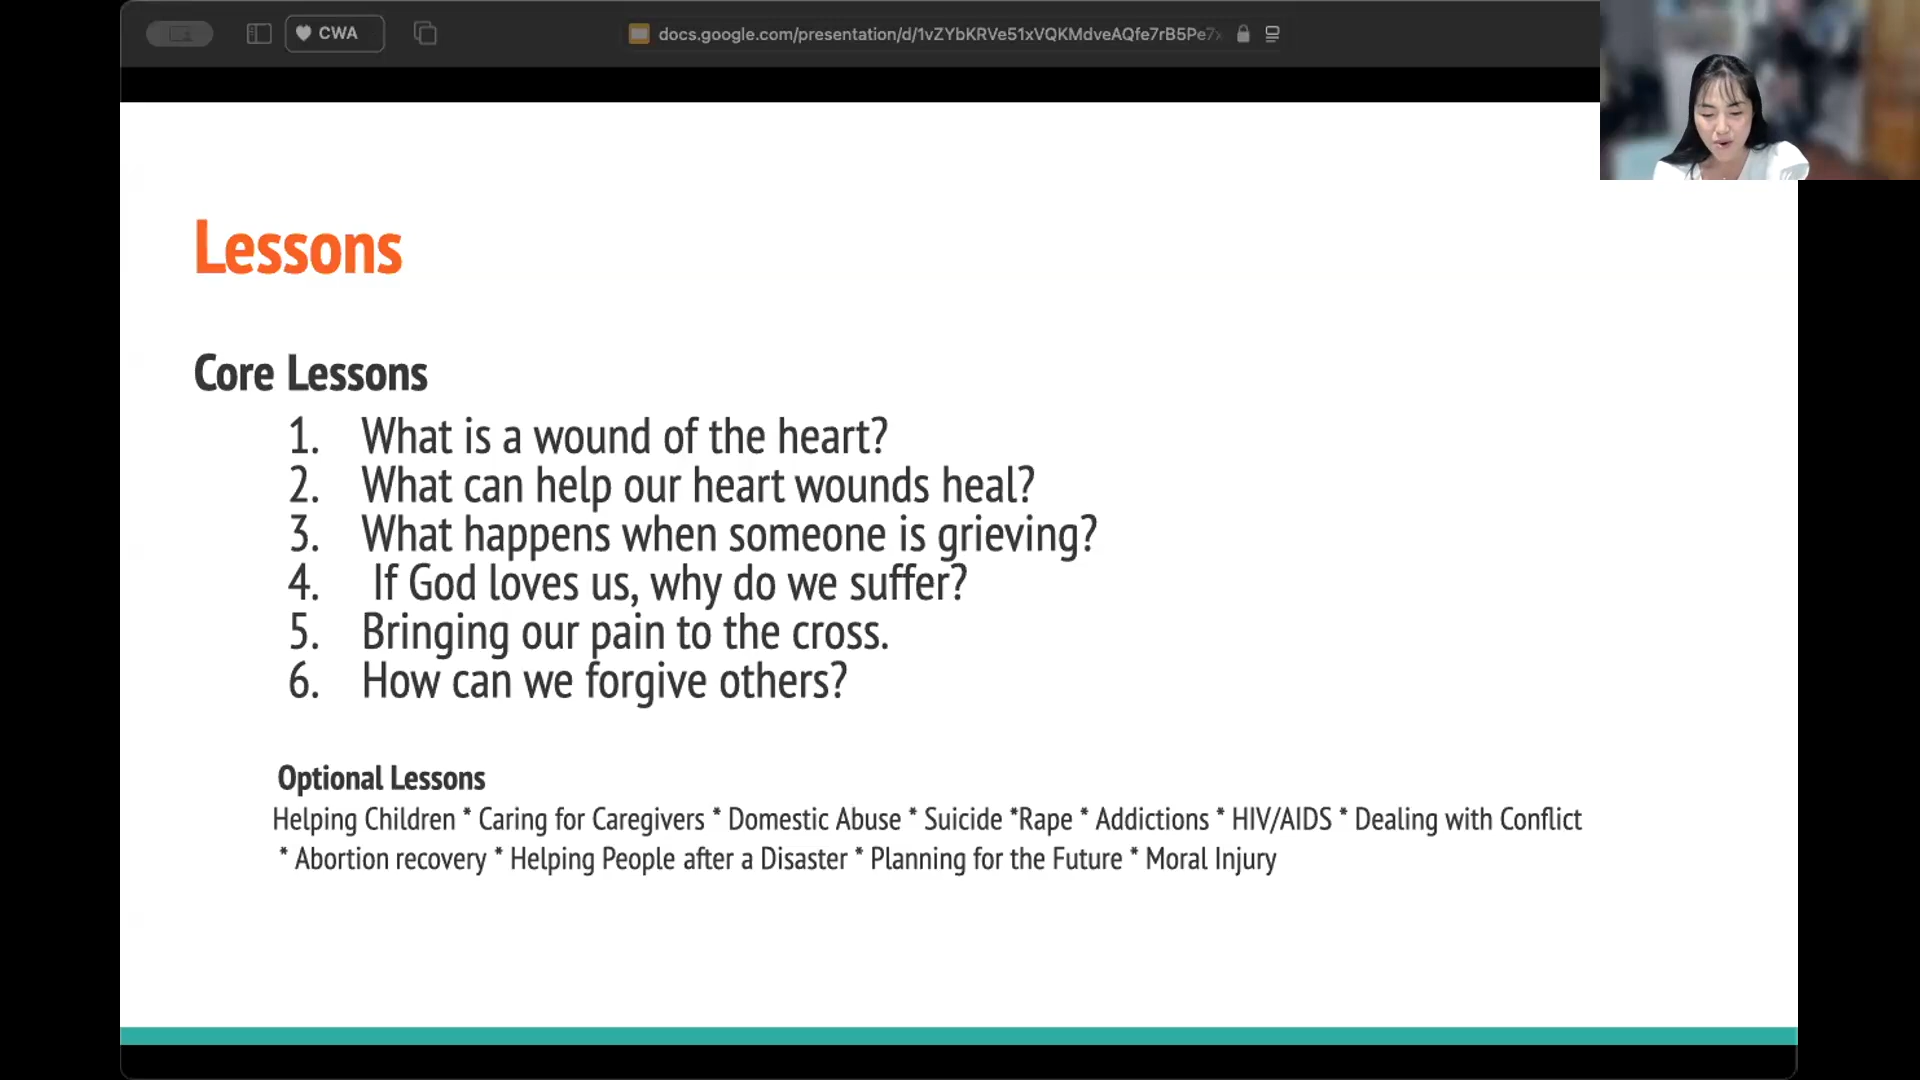 CWA
docs.google.com/presentation/d/1vZYbKRVe51xVQKMdveAQfe7rB5Pe7
Lessons
Core Lessons
1. What is a wound of the heart?
2. What can help our heart wounds heal?
3. What happens when someone is grieving?
4. If God loves us, why do we suffer?
5. Bringing our pain to the cross.
6. How can we forgive others?
Optional Lessons
Helping Children * Caring for Caregivers * Domestic Abuse * Suicide *Rape * Addictions * HIV/AIDS * Dealing with Conflict
* Abortion recovery * Helping People after a Disaster * Planning for the Future * Moral Injury